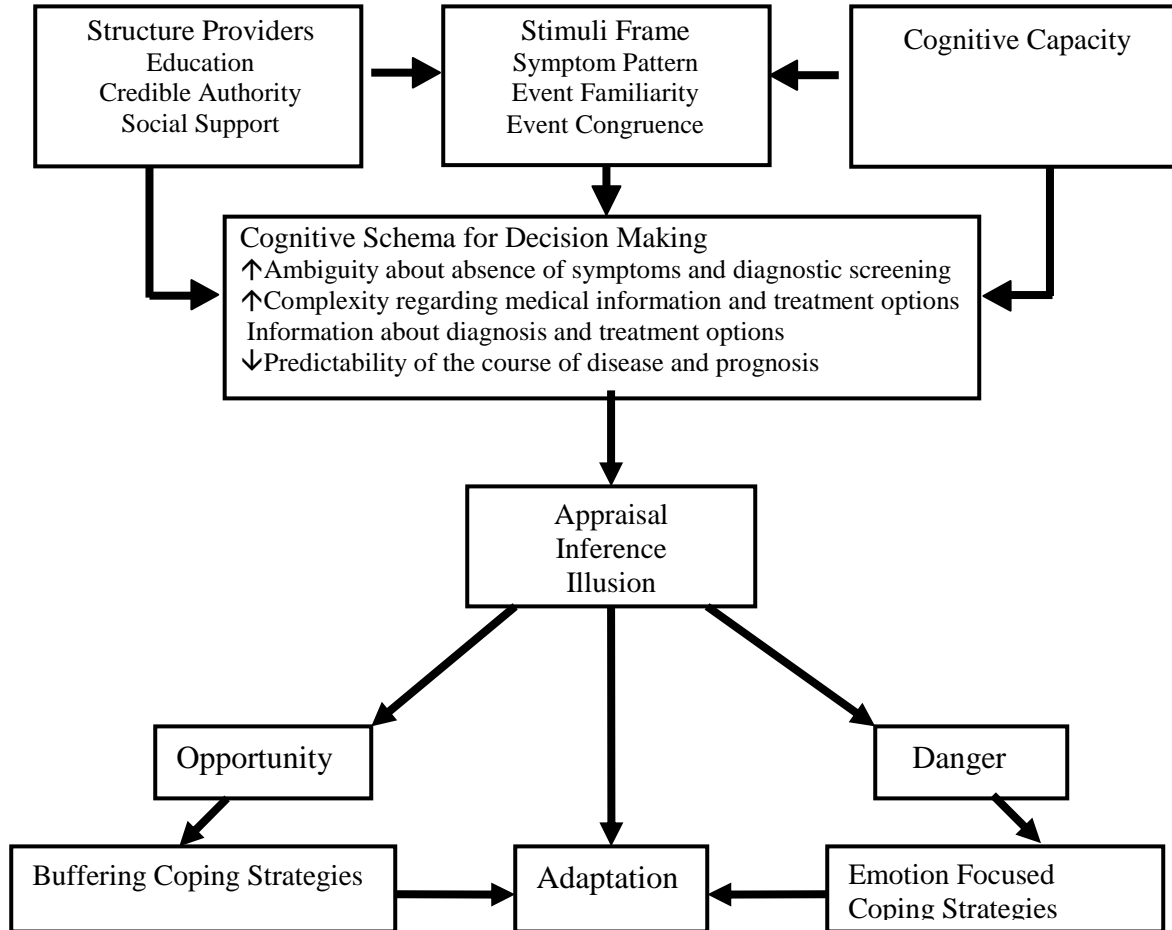 Structure Providers
Education
Credible Authority
Social Support
Stimuli Frame
Symptom Pattern
Event Familiarity
Event Congruence
Cognitive Capacity
Cognitive Schema for Decision Making
↑Ambiguity about absence of symptoms and diagnostic screening
↑Complexity regarding medical information and treatment options
Information about diagnosis and treatment options
↓Predictability of the course of disease and prognosis
Appraisal
Inference
Illusion
Opportunity
Danger
Buffering Coping Strategies
Adaptation
Emotion Focused
Coping Strategies